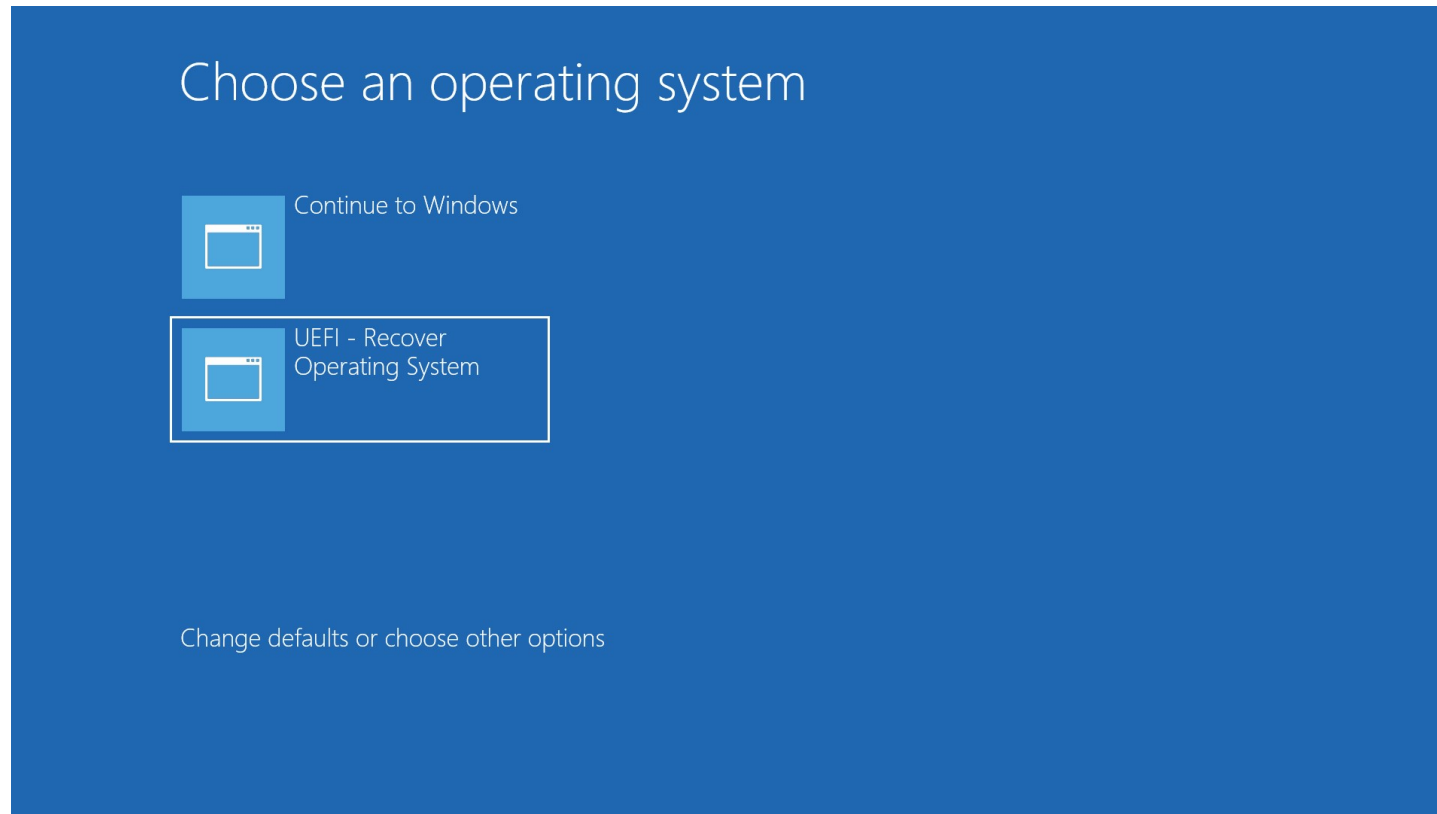 Choose an operating system
Continue to Windows
UEFI - Recover
Operating System
Change defaults or choose other options